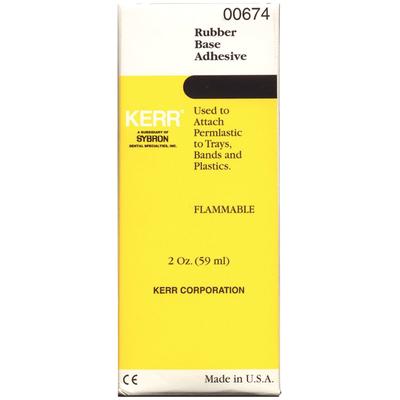 00674
Rubber
Base
Adhesive
KERR®
A SUBSIDIARY OF
SYBRON
DENTAL SPECIALTIES, INC.
Used to
Attach
Permlastic
to Trays,
Bands and
Plastics.
FLAMMABLE
2 Oz. (59 ml)
KERR CORPORATION
CE
Made in U.S.A.